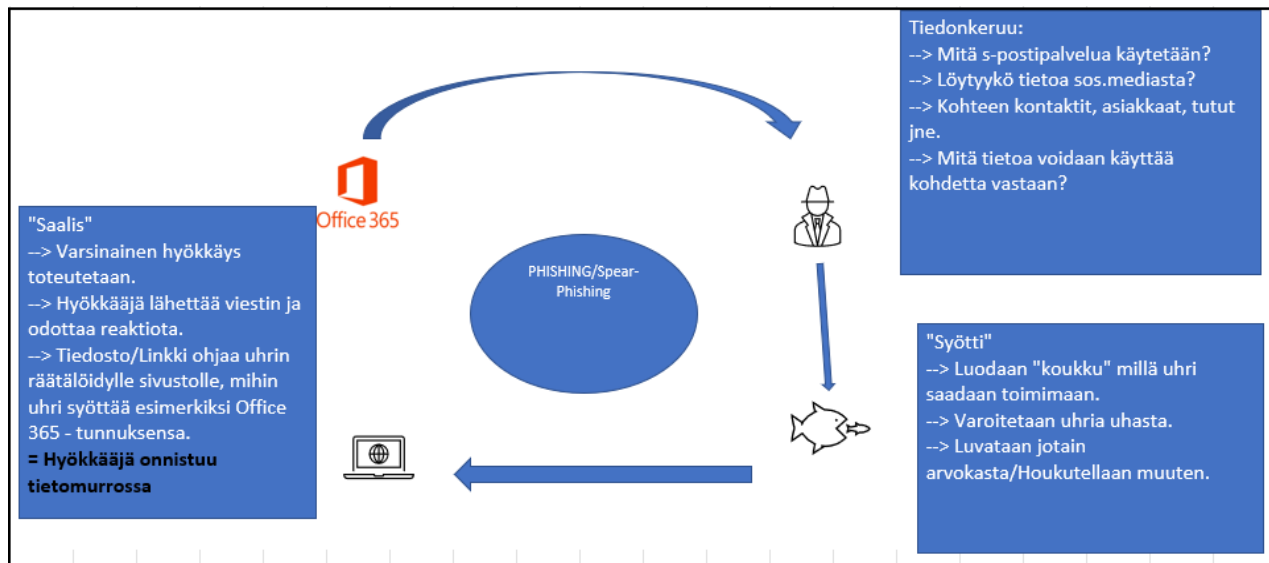 Tiedonkeruu:
--> Mitä s-postipalvelua käytetään?
--> Löytyykö tietoa sos.mediasta?
--> Kohteen kontaktit, asiakkaat, tutut
jne.
--> Mitä tietoa voidaan käyttää
kohdetta vastaan?
Office 365
"Saalis"
--> Varsinainen hyökkäys
toteutetaan.
--> Hyökkääjä lähettää viestin ja
odottaa reaktiota.
--> Tiedosto/Linkki ohjaa uhrin
räätälöidylle sivustolle, mihin
uhri syöttää esimerkiksi Office
365 - tunnuksensa.
= Hyökkääjä onnistuu
tietomurrossa
PHISHING/Spear-
Phishing
"Syötti"
--> Luodaan "koukku" millä uhri
saadaan toimimaan.
--> Varoitetaan uhria uhasta.
--> Luvataan jotain
arvokasta/Houkutellaan muuten.